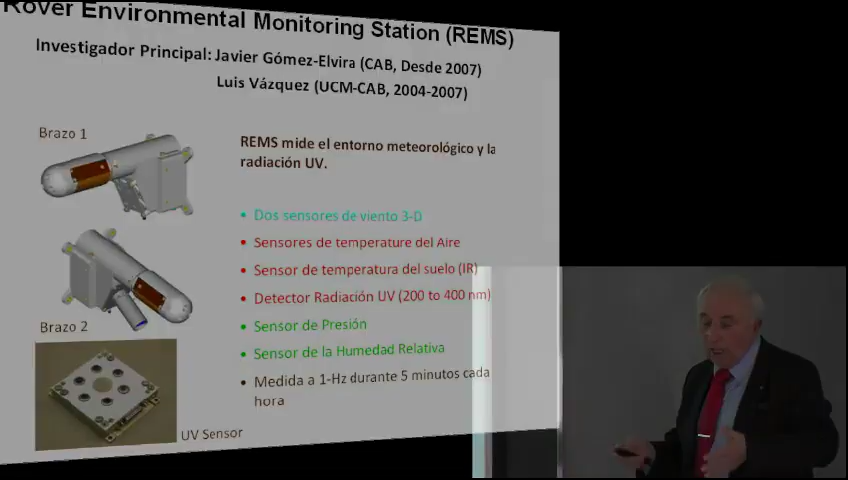 Rover Environmental Monitoring Station (REMS)
Investigador Principal: Javier Gómez-Elvira (CAB, Desde 2007)
Luis Vázquez (UCM-CAB, 2004-2007)
Brazo 1
REMS mide el entorno meteorológico y la
radiación UV.
• Dos sensores de viento 3-D
• Sensores de temperature del Aire
• Sensor de temperatura del suelo (IR)
• Detector Radiación UV (200 to 400 nm)
Brazo 2
• Sensor de Presión
• Sensor de la Humedad Relativa
• Medida a 1-Hz durante 5 minutos cada
hora
UV Sensor